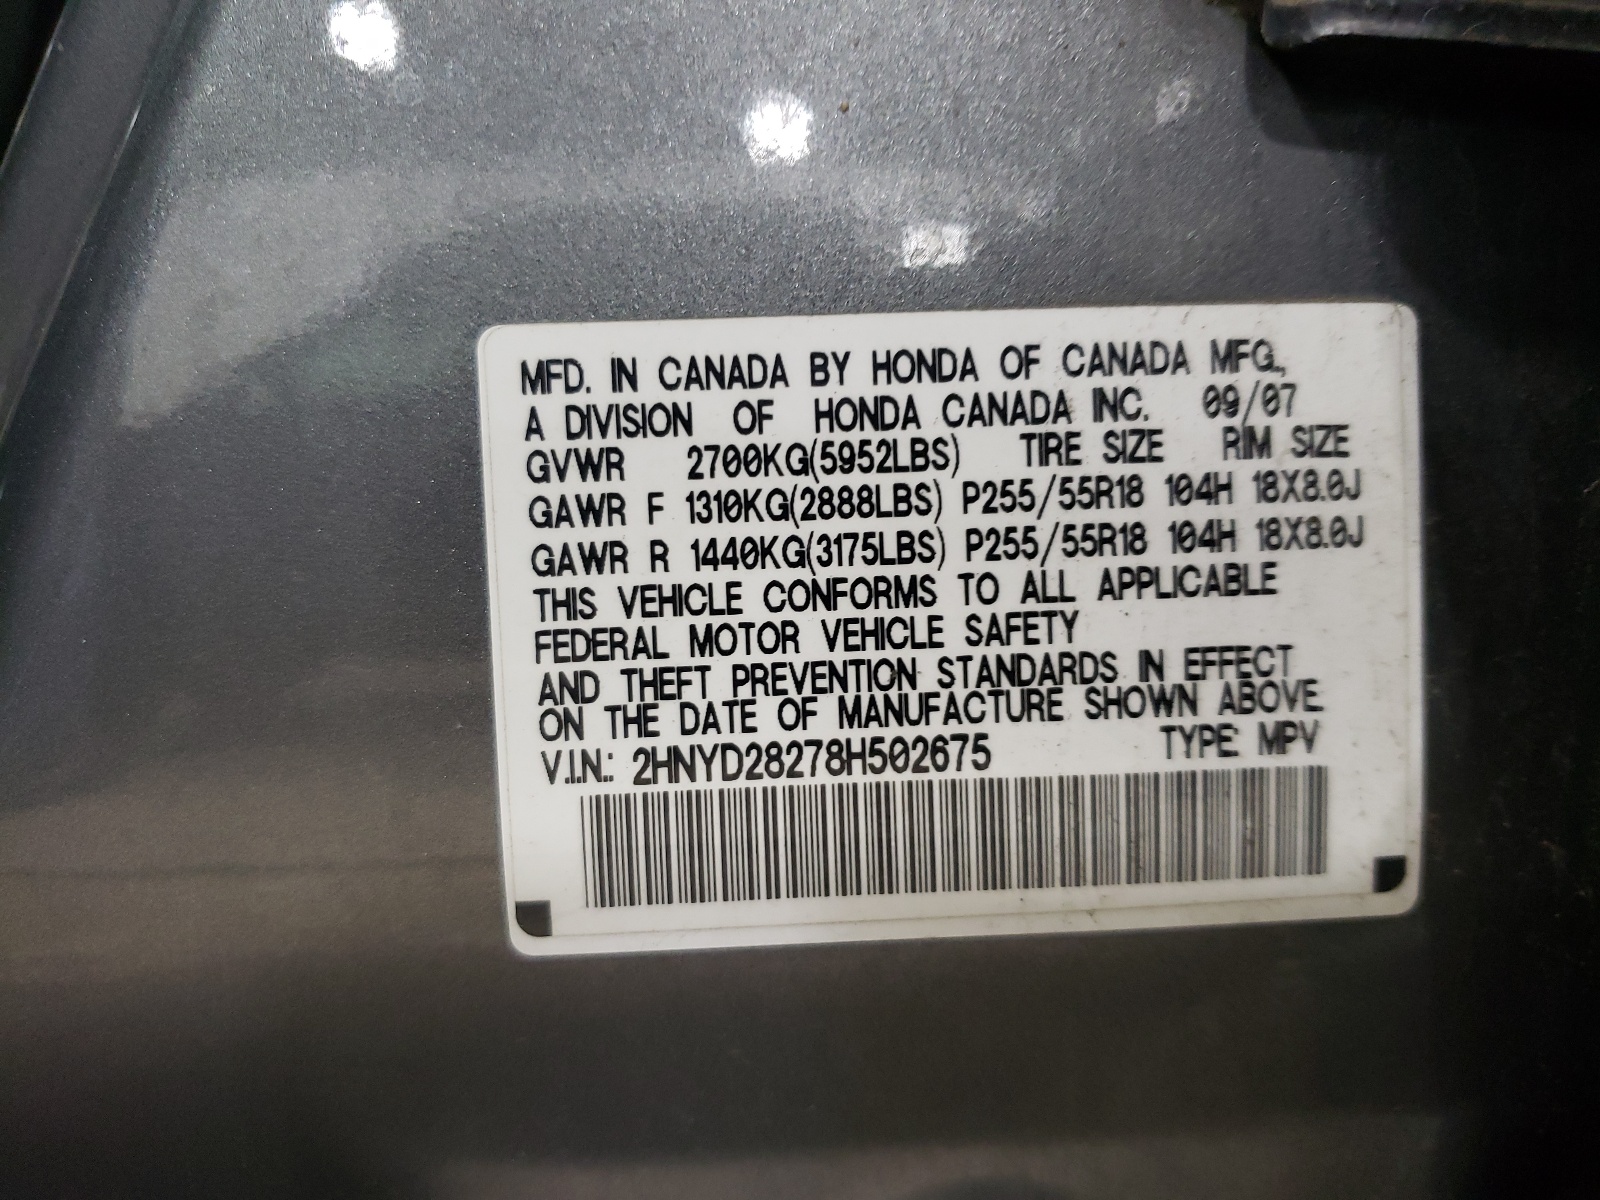 MFD. IN CANADA BY HONDA OF CANADA MFG.,
A DIVISION OF HONDA CANADA INC. 09/07
GVWR 2700KG(5952LBS) TIRE SIZE RIM SIZE
GAWR F 1310KG(2888LBS) P255/55R18 104H 18X8.0J
GAWR R 1440KG(3175LBS) P255/55R18 104H 18X8.0J
THIS VEHICLE CONFORMS TO ALL APPLICABLE
FEDERAL MOTOR VEHICLE SAFETY
AND THEFT PREVENTION STANDARDS IN EFFECT
ON THE DATE OF MANUFACTURE SHOWN ABOVE
V.I.N.: 2HNYD28278H502675 TYPE: MPV